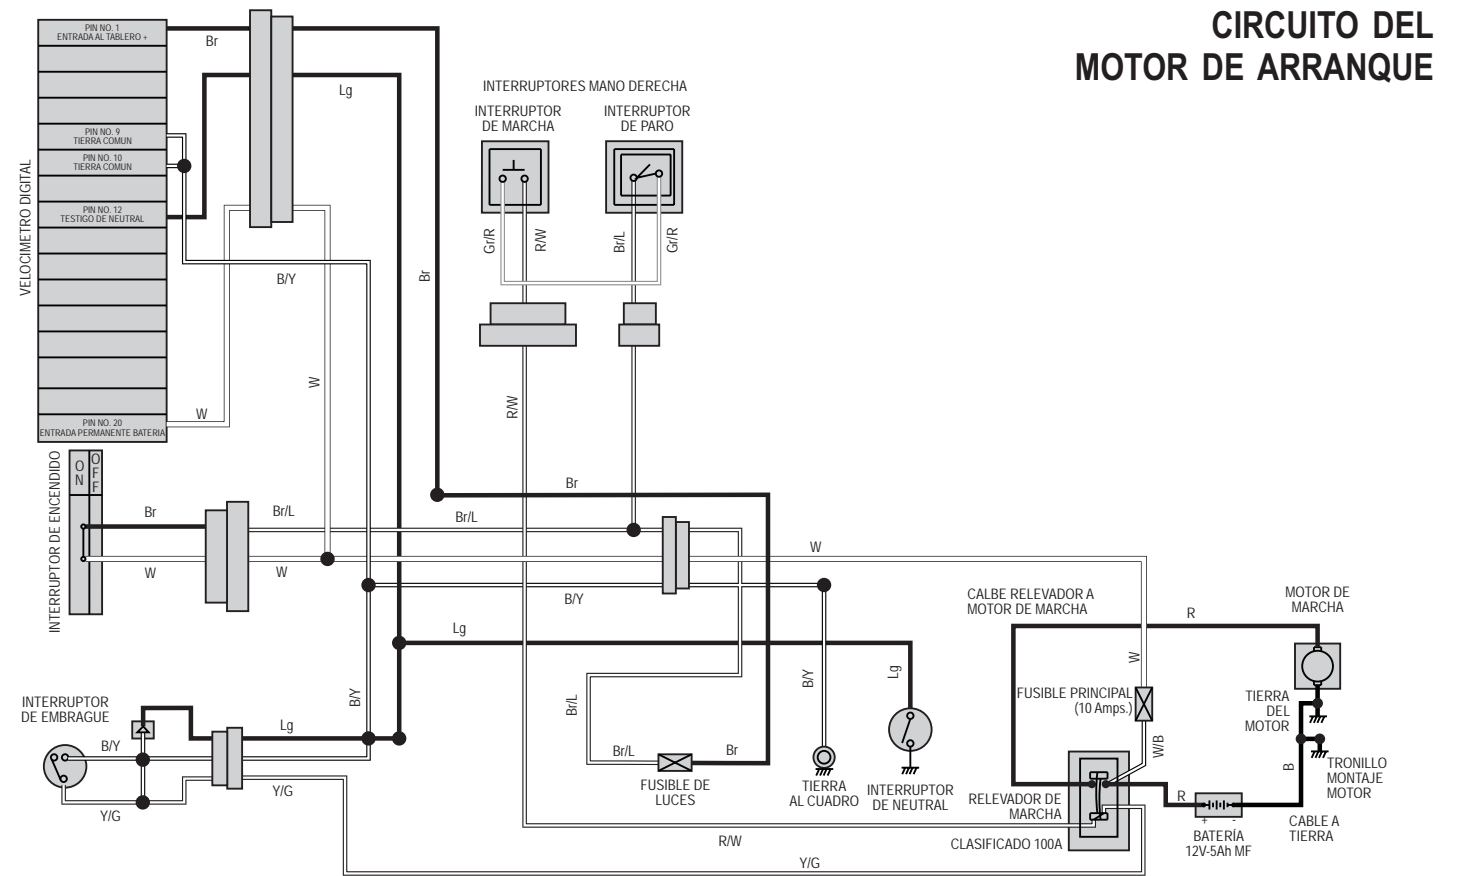 CIRCUITO DEL
MOTOR DE ARRANQUE
VELOCIMETRO DIGITAL
PIN NO. 1
ENTRADA AL TABLERO +
PIN NO. 9
TIERRA COMUN
PIN NO. 10
TIERRA COMUN
PIN NO. 12
TESTIGO DE NEUTRAL
PIN NO. 20
ENTRADA PERMANENTE BATERIA
Br
Lg
B/Y
W
W
Br
INTERRUPTORES MANO DERECHA
INTERRUPTOR
DE MARCHA
INTERRUPTOR
DE PARO
Gr/R
R/W
Br/L
Gr/R
R/W
INTERRUPTOR DE ENCENDIDO
ON
OFF
Br
Br/L
Br/L
Br
W
W
W
B/Y
Lg
B/Y
Br/L
B/Y
Lg
INTERRUPTOR
DE EMBRAGUE
B/Y
Lg
Y/G
Y/G
Br/L
Br
FUSIBLE DE
LUCES
TIERRA
AL CUADRO
INTERRUPTOR
DE NEUTRAL
R/W
Y/G
CALBE RELEVADOR A
MOTOR DE MARCHA
R
W
FUSIBLE PRINCIPAL
(10 Amps.)
W/B
RELEVADOR DE
MARCHA
CLASIFICADO 100A
MOTOR DE
MARCHA
TIERRA
DEL
MOTOR
TRONILLO
MONTAJE
MOTOR
B
R
+ -
BATERÍA
12V-5Ah MF
CABLE A
TIERRA